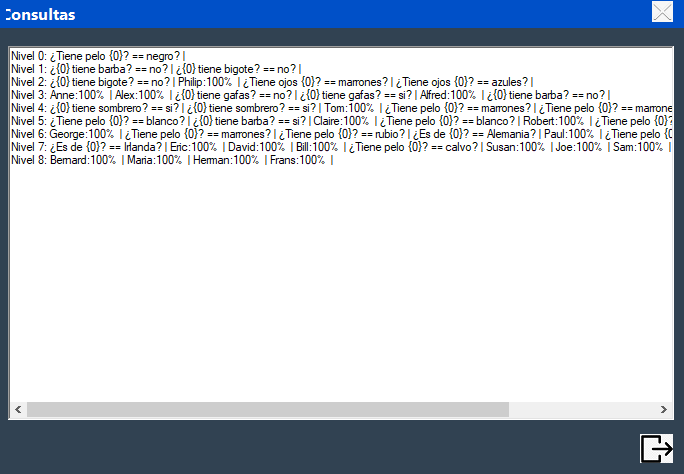 Consultas
Nivel 0: ¿Tiene pelo {0}? == negro? |
Nivel 1: ¿{0} tiene barba? == no? | ¿{0} tiene bigote? == no? |
Nivel 2: ¿{0} tiene bigote? == no? | Philip:100% | ¿Tiene ojos {0}? == marrones? | ¿Tiene ojos {0}? == azules? |
Nivel 3: Anne:100% | Alex:100% | ¿{0} tiene gafas? == no? | ¿{0} tiene gafas? == si? | Alfred:100% | ¿{0} tiene barba? == no? |
Nivel 4: ¿{0} tiene sombrero? == si? | ¿{0} tiene sombrero? == si? | Tom:100% | ¿Tiene pelo {0}? == marrones? | ¿Tiene pelo {0}? == marrone
Nivel 5: ¿Tiene pelo {0}? == blanco? | ¿{0} tiene barba? == si? | Claire:100% | ¿Tiene pelo {0}? == blanco? | Robert:100% | ¿Tiene pelo {0}?
Nivel 6: George:100% | ¿Tiene pelo {0}? == marrones? | ¿Tiene pelo {0}? == rubio? | ¿Es de {0}? == Alemania? | Paul:100% | ¿Tiene pelo {0
Nivel 7: ¿Es de {0}? == Irlanda? | Eric:100% | David:100% | Bill:100% | ¿Tiene pelo {0}? == calvo? | Susan:100% | Joe:100% | Sam:100% |
Nivel 8: Bernard:100% | Maria:100% | Herman:100% | Frans:100% |